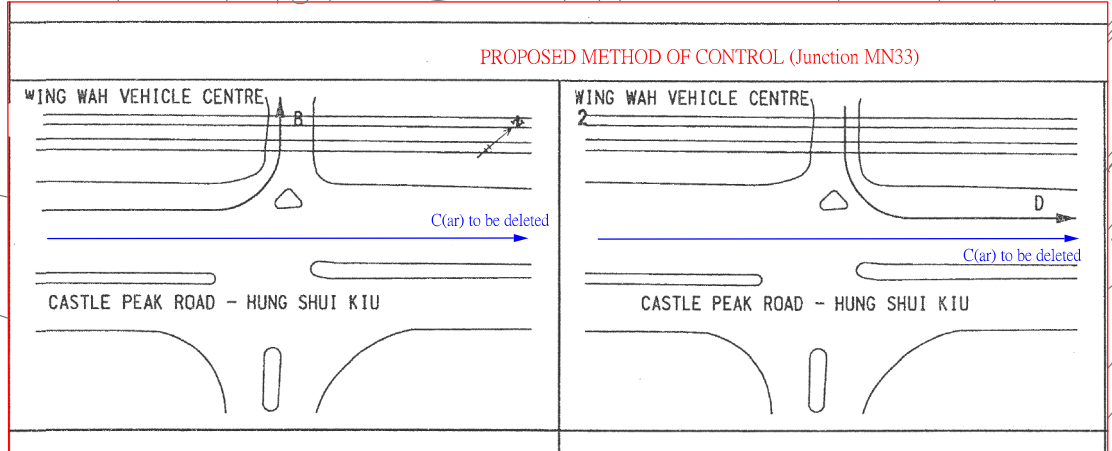 PROPOSED METHOD OF CONTROL (Junction MN33)
WING WAH VEHICLE CENTRE
B
C(ar) to be deleted
CASTLE PEAK ROAD - HUNG SHUI KIU
WING WAH VEHICLE CENTRE
2
D
C(ar) to be deleted
CASTLE PEAK ROAD - HUNG SHUI KIU